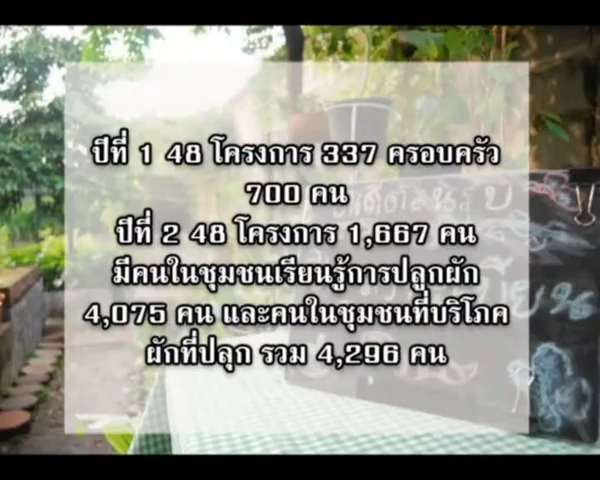 ปีที่ 1 48 โครงการ 337 ครอบครัว
700 คน
ปีที่ 2 48 โครงการ 1,667 คน
มีคนในชุมชนเรียนรู้การปลูกผัก
4,075 คน และคนในชุมชนที่บริโภค
ผักที่ปลุก รวม 4,296 คน